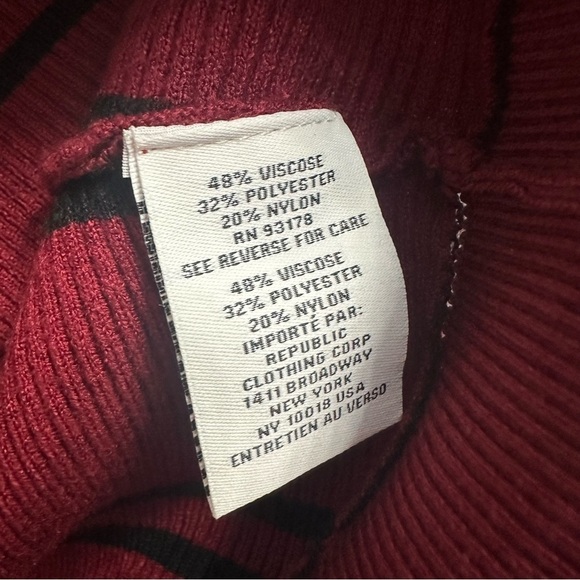 48% VISCOSE
32% POLYESTER
20% NYLON
RN 93178
SEE REVERSE FOR CARE
48% VISCOSE
32% POLYESTER
20% NYLON
IMPORTÉ PAR:
REPUBLIC
CLOTHING CORP
1411 BROADWAY
NEW YORK
NY 10018 USA
ENTRETIEN AU VERSO